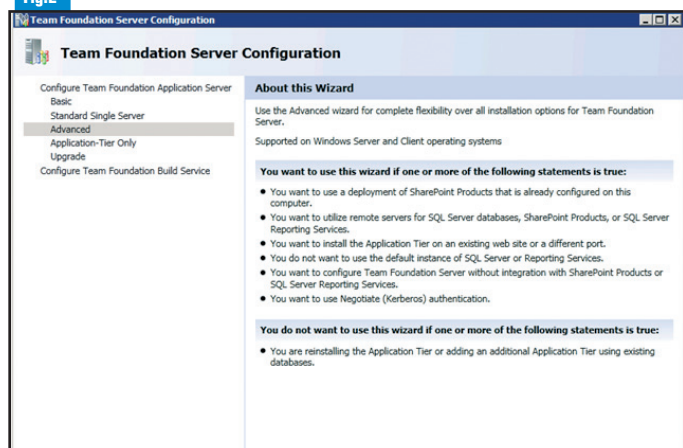 Fig.2
Team Foundation Server Configuration
Team Foundation Server Configuration
Configure Team Foundation Application Server
Basic
Standard Single Server
Advanced
Application-Tier Only
Upgrade
Configure Team Foundation Build Service
About this Wizard
Use the Advanced wizard for complete flexibility over all installation options for Team Foundation
Server.
Supported on Windows Server and Client operating systems
You want to use this wizard if one or more of the following statements is true:
• You want to use a deployment of SharePoint Products that is already configured on this
computer.
• You want to utilize remote servers for SQL Server databases, SharePoint Products, or SQL Server
Reporting Services.
• You want to install the Application Tier on an existing web site or a different port.
• You do not want to use the default instance of SQL Server or Reporting Services.
• You want to configure Team Foundation Server without integration with SharePoint Products or
SQL Server Reporting Services.
• You want to use Negotiate (Kerberos) authentication.
You do not want to use this wizard if one or more of the following statements is true:
• You are reinstalling the Application Tier or adding an additional Application Tier using existing
databases.